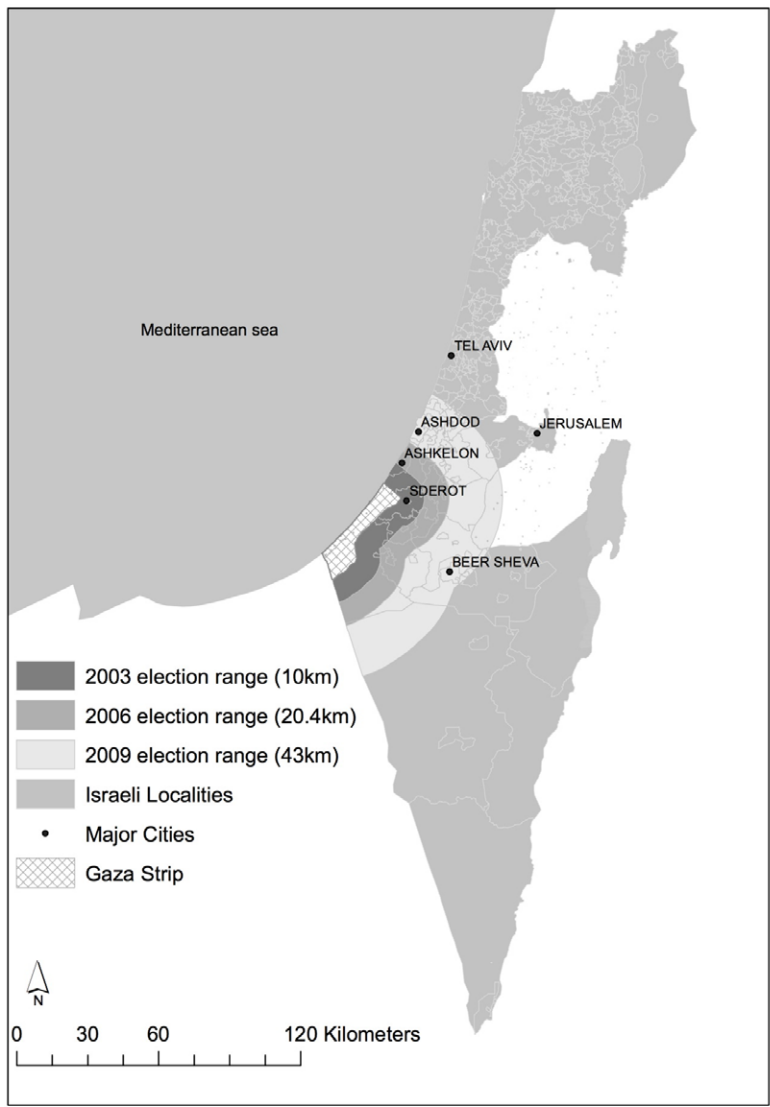 Mediterranean sea
TEL AVIV
ASHDOD
JERUSALEM
ASHKELON
SDEROT
BEER SHEVA
2003 election range (10km)
2006 election range (20.4km)
2009 election range (43km)
Israeli Localities
Major Cities
Gaza Strip
N
0 30 60 120 Kilometers